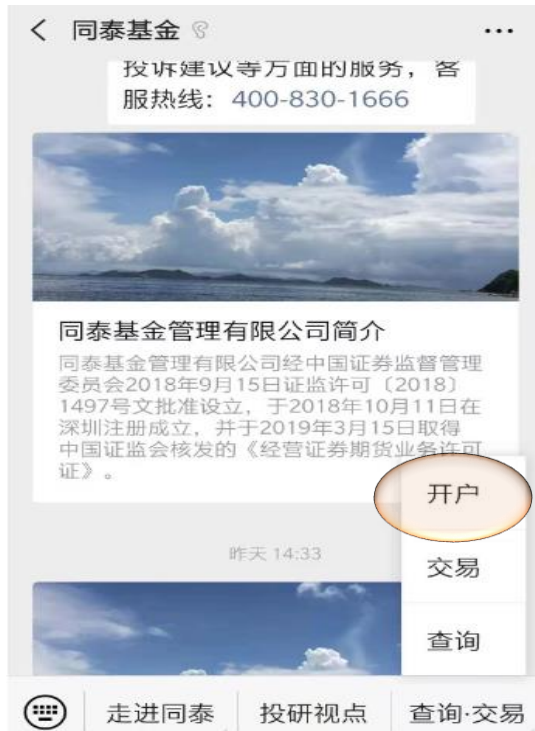 同泰基金
投诉建议等方面的服务，客
服热线：400-830-1666
同泰基金管理有限公司简介
同泰基金管理有限公司经中国证券监督管理
委员会2018年9月15日证监许可〔2018〕
1497号文批准设立，于2018年10月11日在
深圳注册成立，并于2019年3月15日取得
中国证监会核发的《经营证券期货业务许可
证》。
开户
昨天 14:33
交易
查询
走进同泰
投研视点
查询·交易